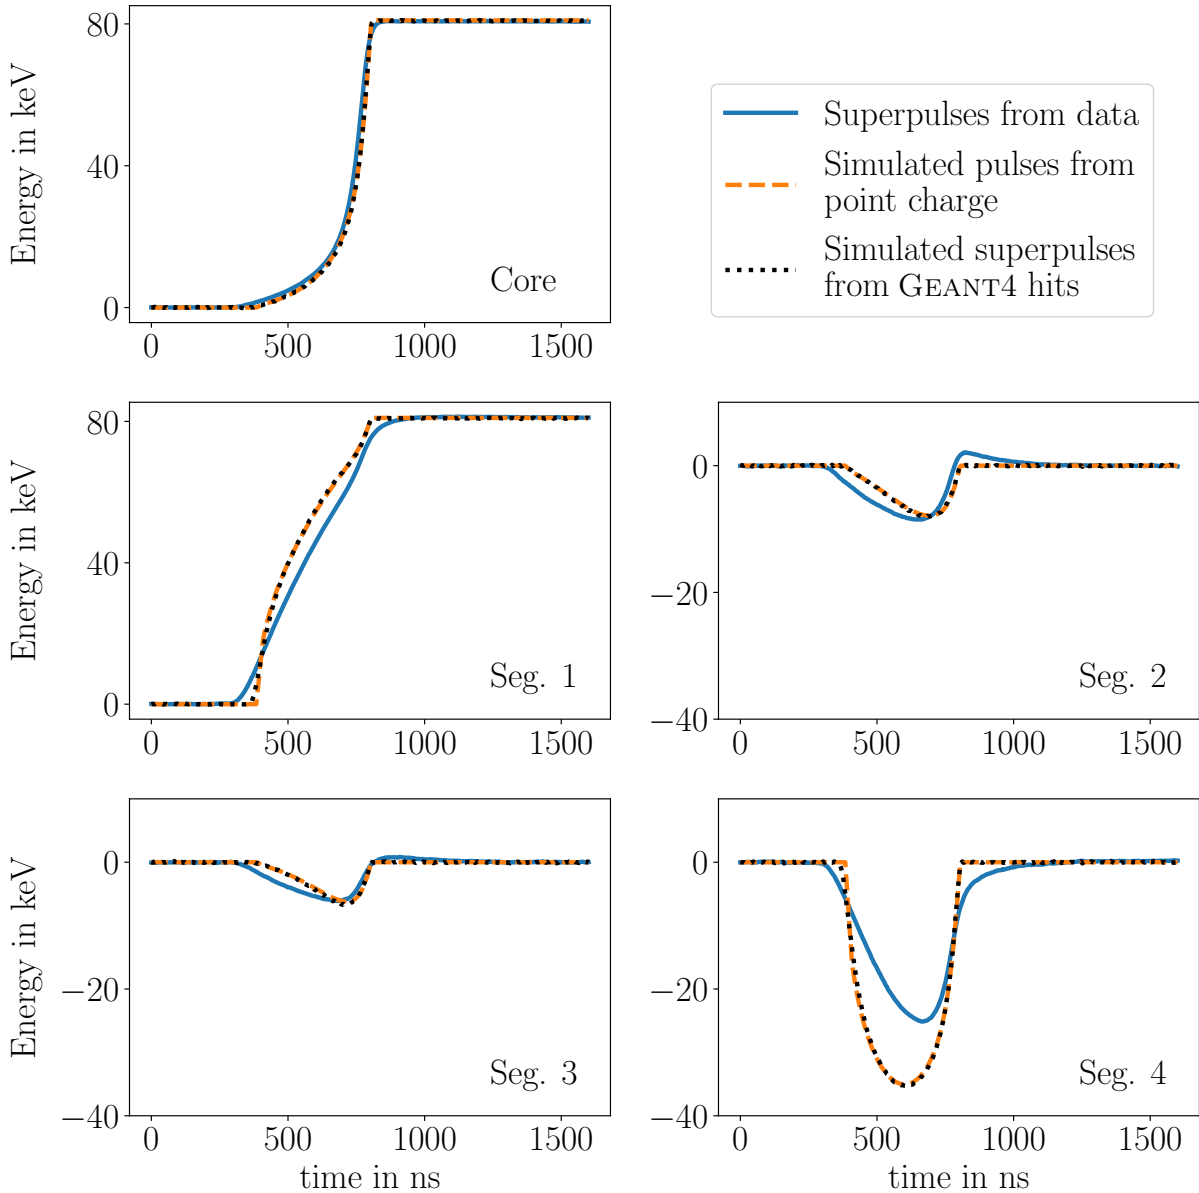 Energy in keV
80
40
0
Core
0 500 1000 1500
Superpulses from data
Simulated pulses from
point charge
Simulated superpulses
from GEANT4 hits
Energy in keV
80
40
0
Seg. 1
0 500 1000 1500
0
−20
−40
Seg. 2
0 500 1000 1500
Energy in keV
0
−20
−40
Seg. 3
0 500 1000 1500
time in ns
0
−20
−40
Seg. 4
0 500 1000 1500
time in ns